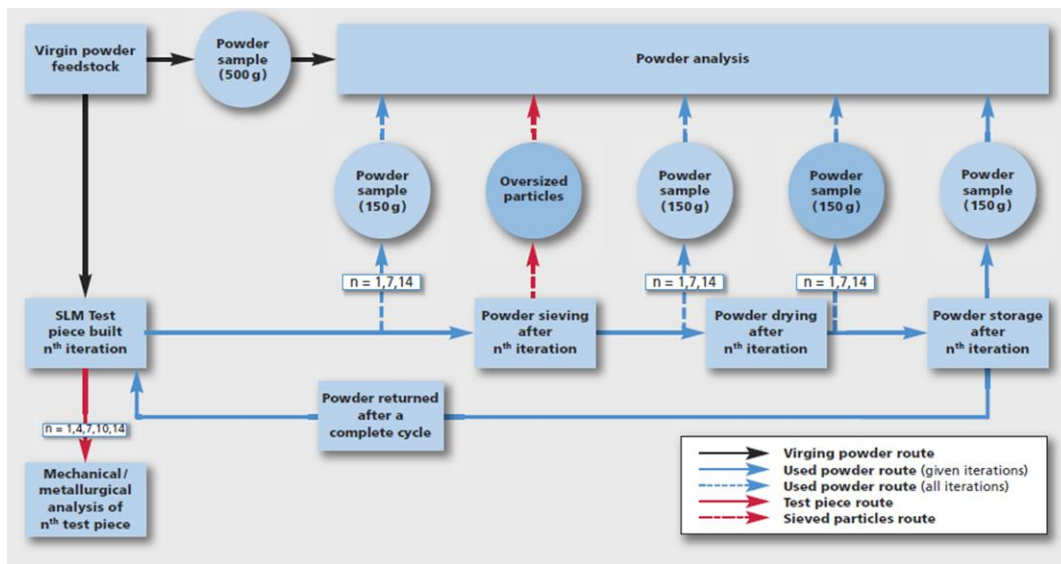 Virgin powder
feedstock
Powder
sample
(500 g)
Powder analysis
Powder
sample
(150 g)
Oversized
particles
Powder
sample
(150 g)
Powder
sample
(150 g)
Powder
sample
(150 g)
n = 1,7,14
n = 1,7,14
n = 1,7,14
SLM Test
piece built
nth iteration
Powder sieving
after
nth iteration
Powder drying
after
nth iteration
Powder storage
after
nth iteration
Powder returned
after a
complete cycle
n = 1,4,7,10,14
Mechanical/
metallurgical
analysis of
nth test piece
Virging powder route
Used powder route (given iterations)
Used powder route (all iterations)
Test piece route
Sieved particles route